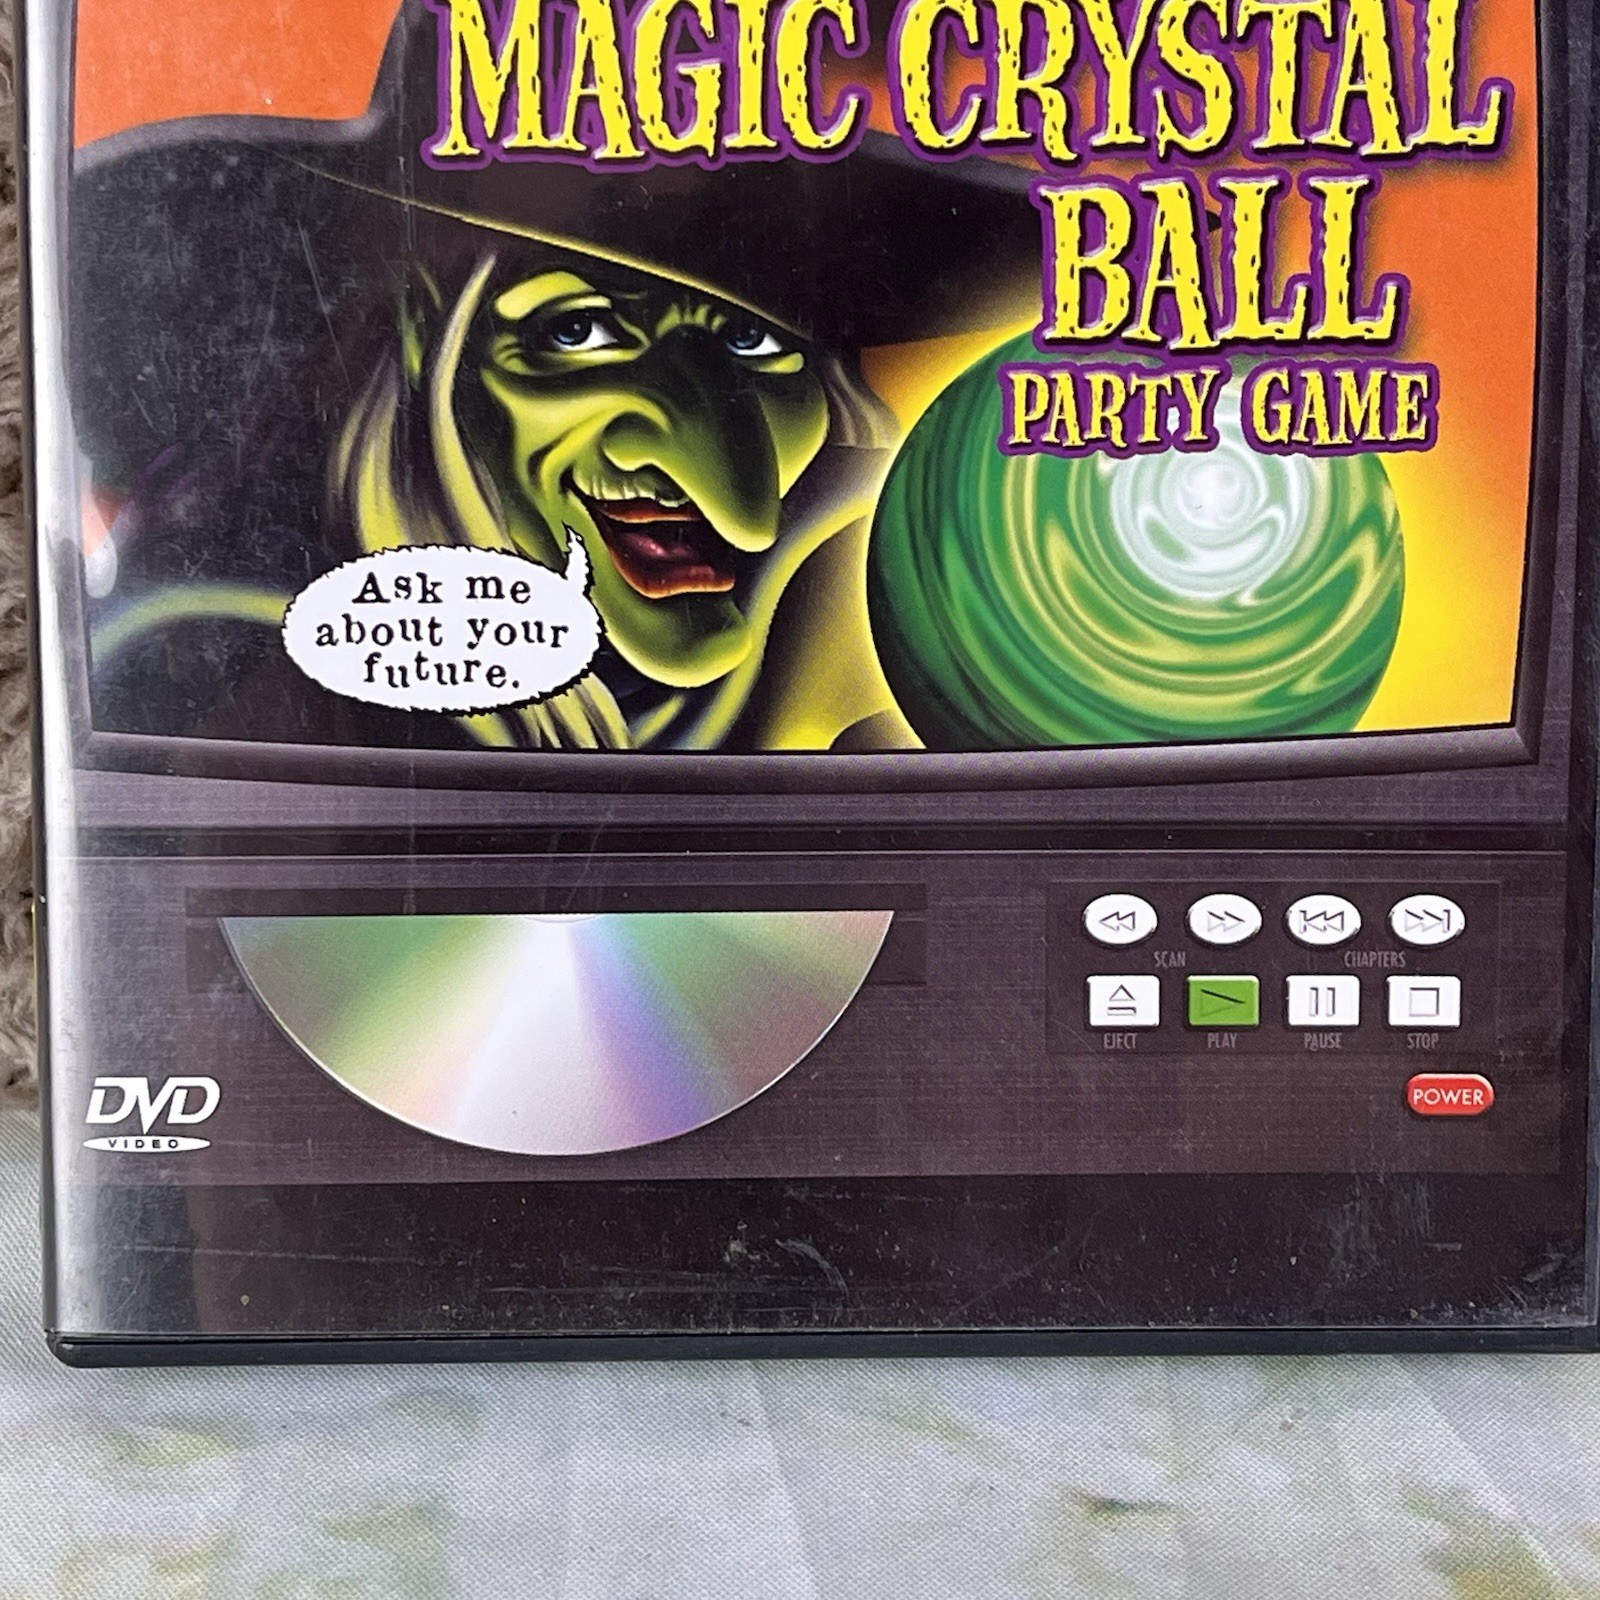 MAGIC CRYSTAL
BALL
PARTY GAME
Ask me
about your
future.
SCAN
CHAPTERS
EJECT
PLAY
PAUSE
STOP
POWER
DVD
VIDEO